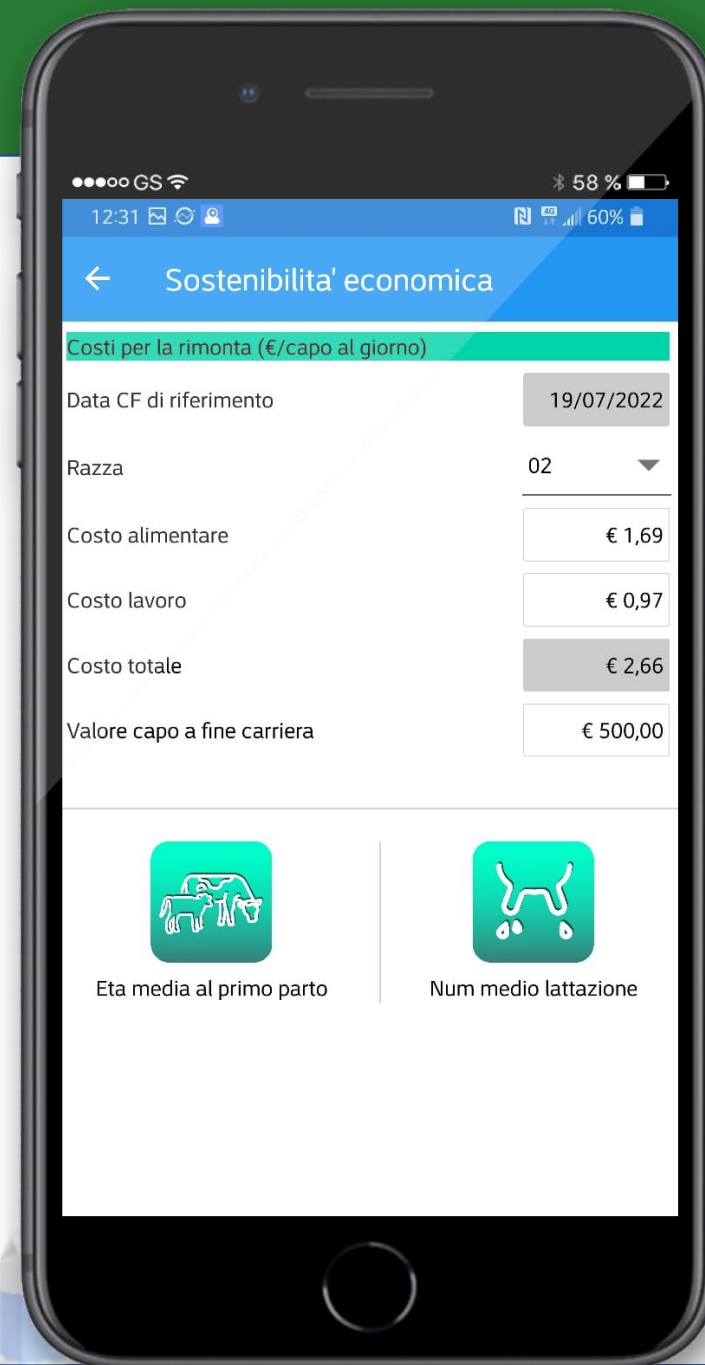 GS 58 %
12:31 4G 60%
Sostenibilita' economica
Costi per la rimonta (€/capo al giorno)
Data CF di riferimento 19/07/2022
Razza 02
Costo alimentare € 1,69
Costo lavoro € 0,97
Costo totale € 2,66
Valore capo a fine carriera € 500,00
Eta media al primo parto Num medio lattazione